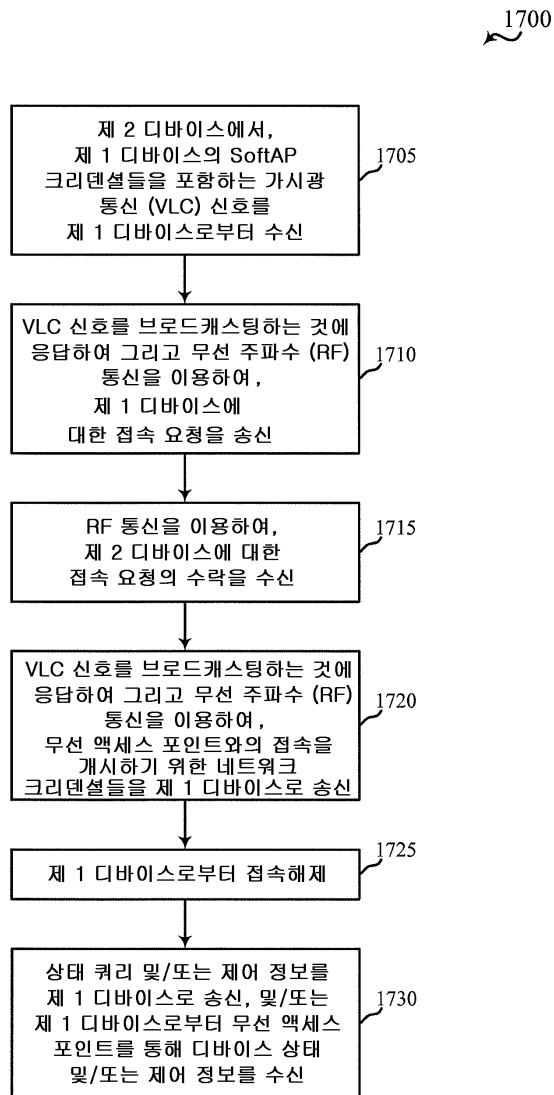 1700
제 2 디바이스에서,
제 1 디바이스의 SoftAP
크리덴셜들을 포함하는 가시광
통신 (VLC) 신호를
제 1 디바이스로부터 수신
1705
VLC 신호를 브로드캐스팅하는 것에
응답하여 그리고 무선 주파수 (RF)
통신을 이용하여,
제 1 디바이스에
대한 접속 요청을 송신
1710
RF 통신을 이용하여,
제 2 디바이스에 대한
접속 요청의 수락을 수신
1715
VLC 신호를 브로드캐스팅하는 것에
응답하여 그리고 무선 주파수 (RF)
통신을 이용하여,
무선 액세스 포인트와의 접속을
개시하기 위한 네트워크
크리덴셜들을 제 1 디바이스로 송신
1720
제 1 디바이스로부터 접속해제
1725
상태 쿼리 및/또는 제어 정보를
제 1 디바이스로 송신, 및/또는
제 1 디바이스로부터 무선 액세스
포인트를 통해 디바이스 상태
및/또는 제어 정보를 수신
1730